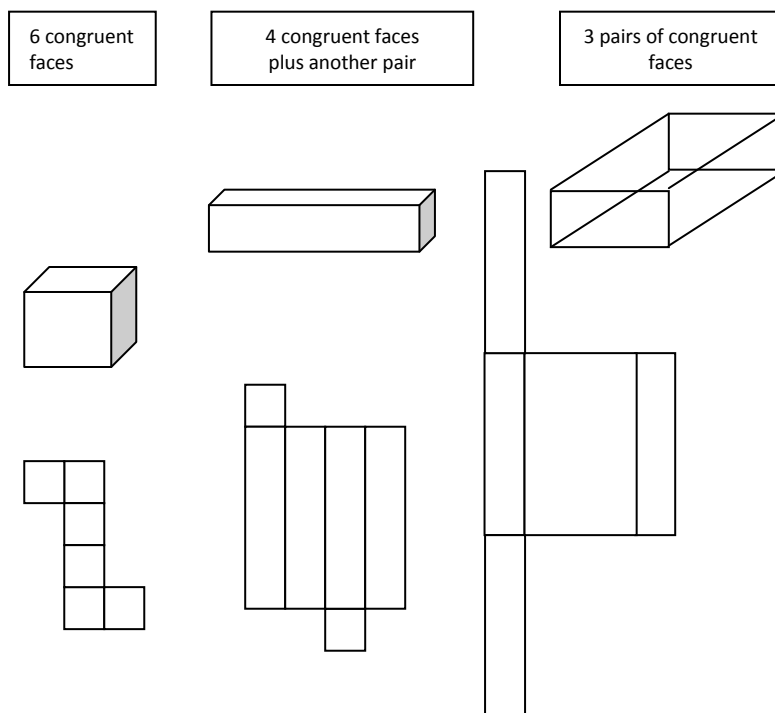 6 congruent
faces
4 congruent faces
plus another pair
3 pairs of congruent
faces